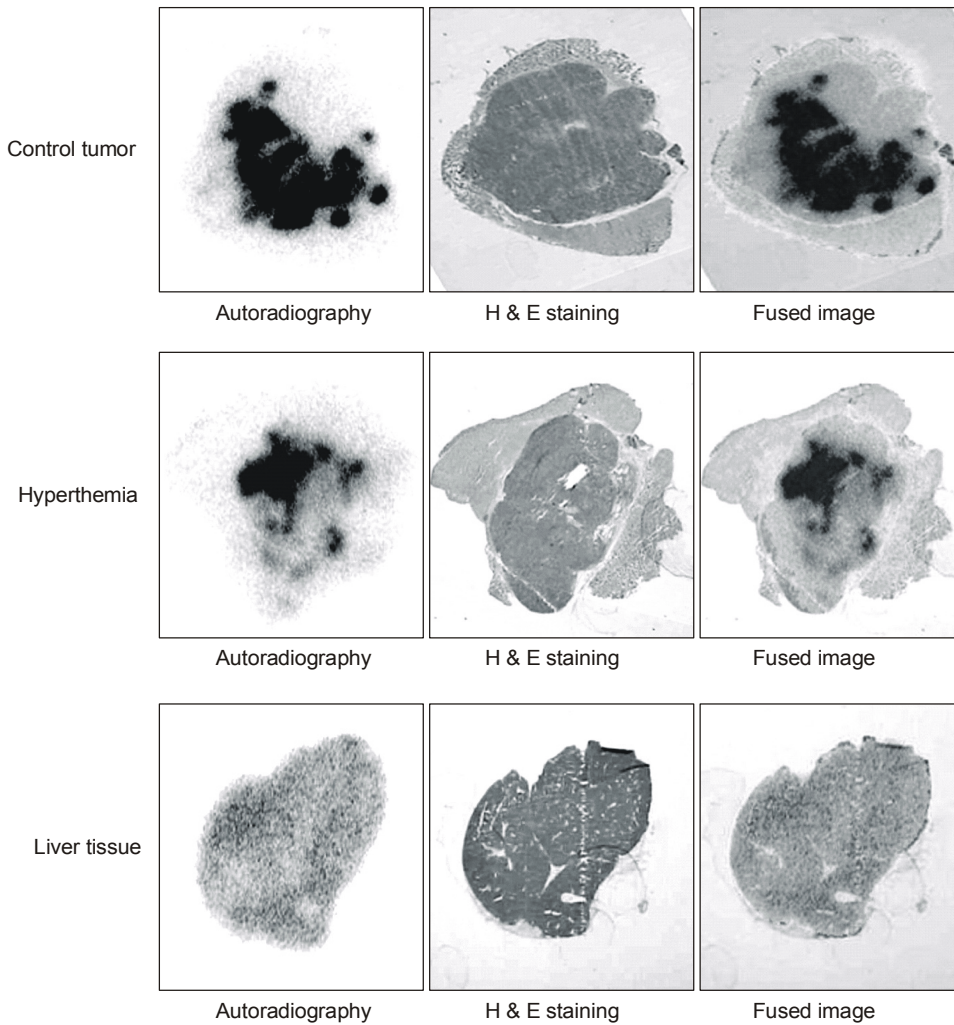 Control tumor
Autoradiography
H & E staining
Fused image
Hyperthemia
Autoradiography
H & E staining
Fused image
Liver tissue
Autoradiography
H & E staining
Fused image